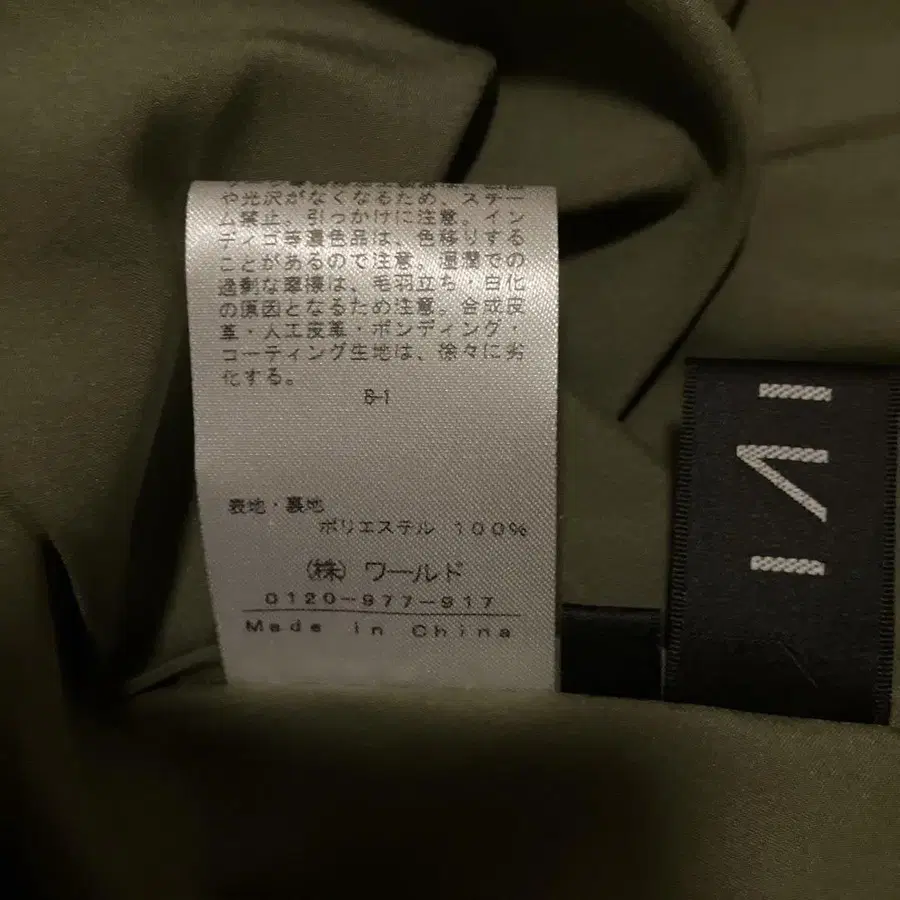 や光沢がなくなるため、スチー
ム禁止。引っかけに注意。イン
ディゴ等濃色品は、色移りする
ことがあるので注意。湿潤での
過剰な摩擦は、毛羽立ち・白化
の原因となるため注意。合成皮
革・人工皮革・ボンディング・
コーティング生地は、徐々に劣
化する。
B-1
表地・裏地
ポリエステル 100%
(株) ワールド
0120-977-917
Made in China